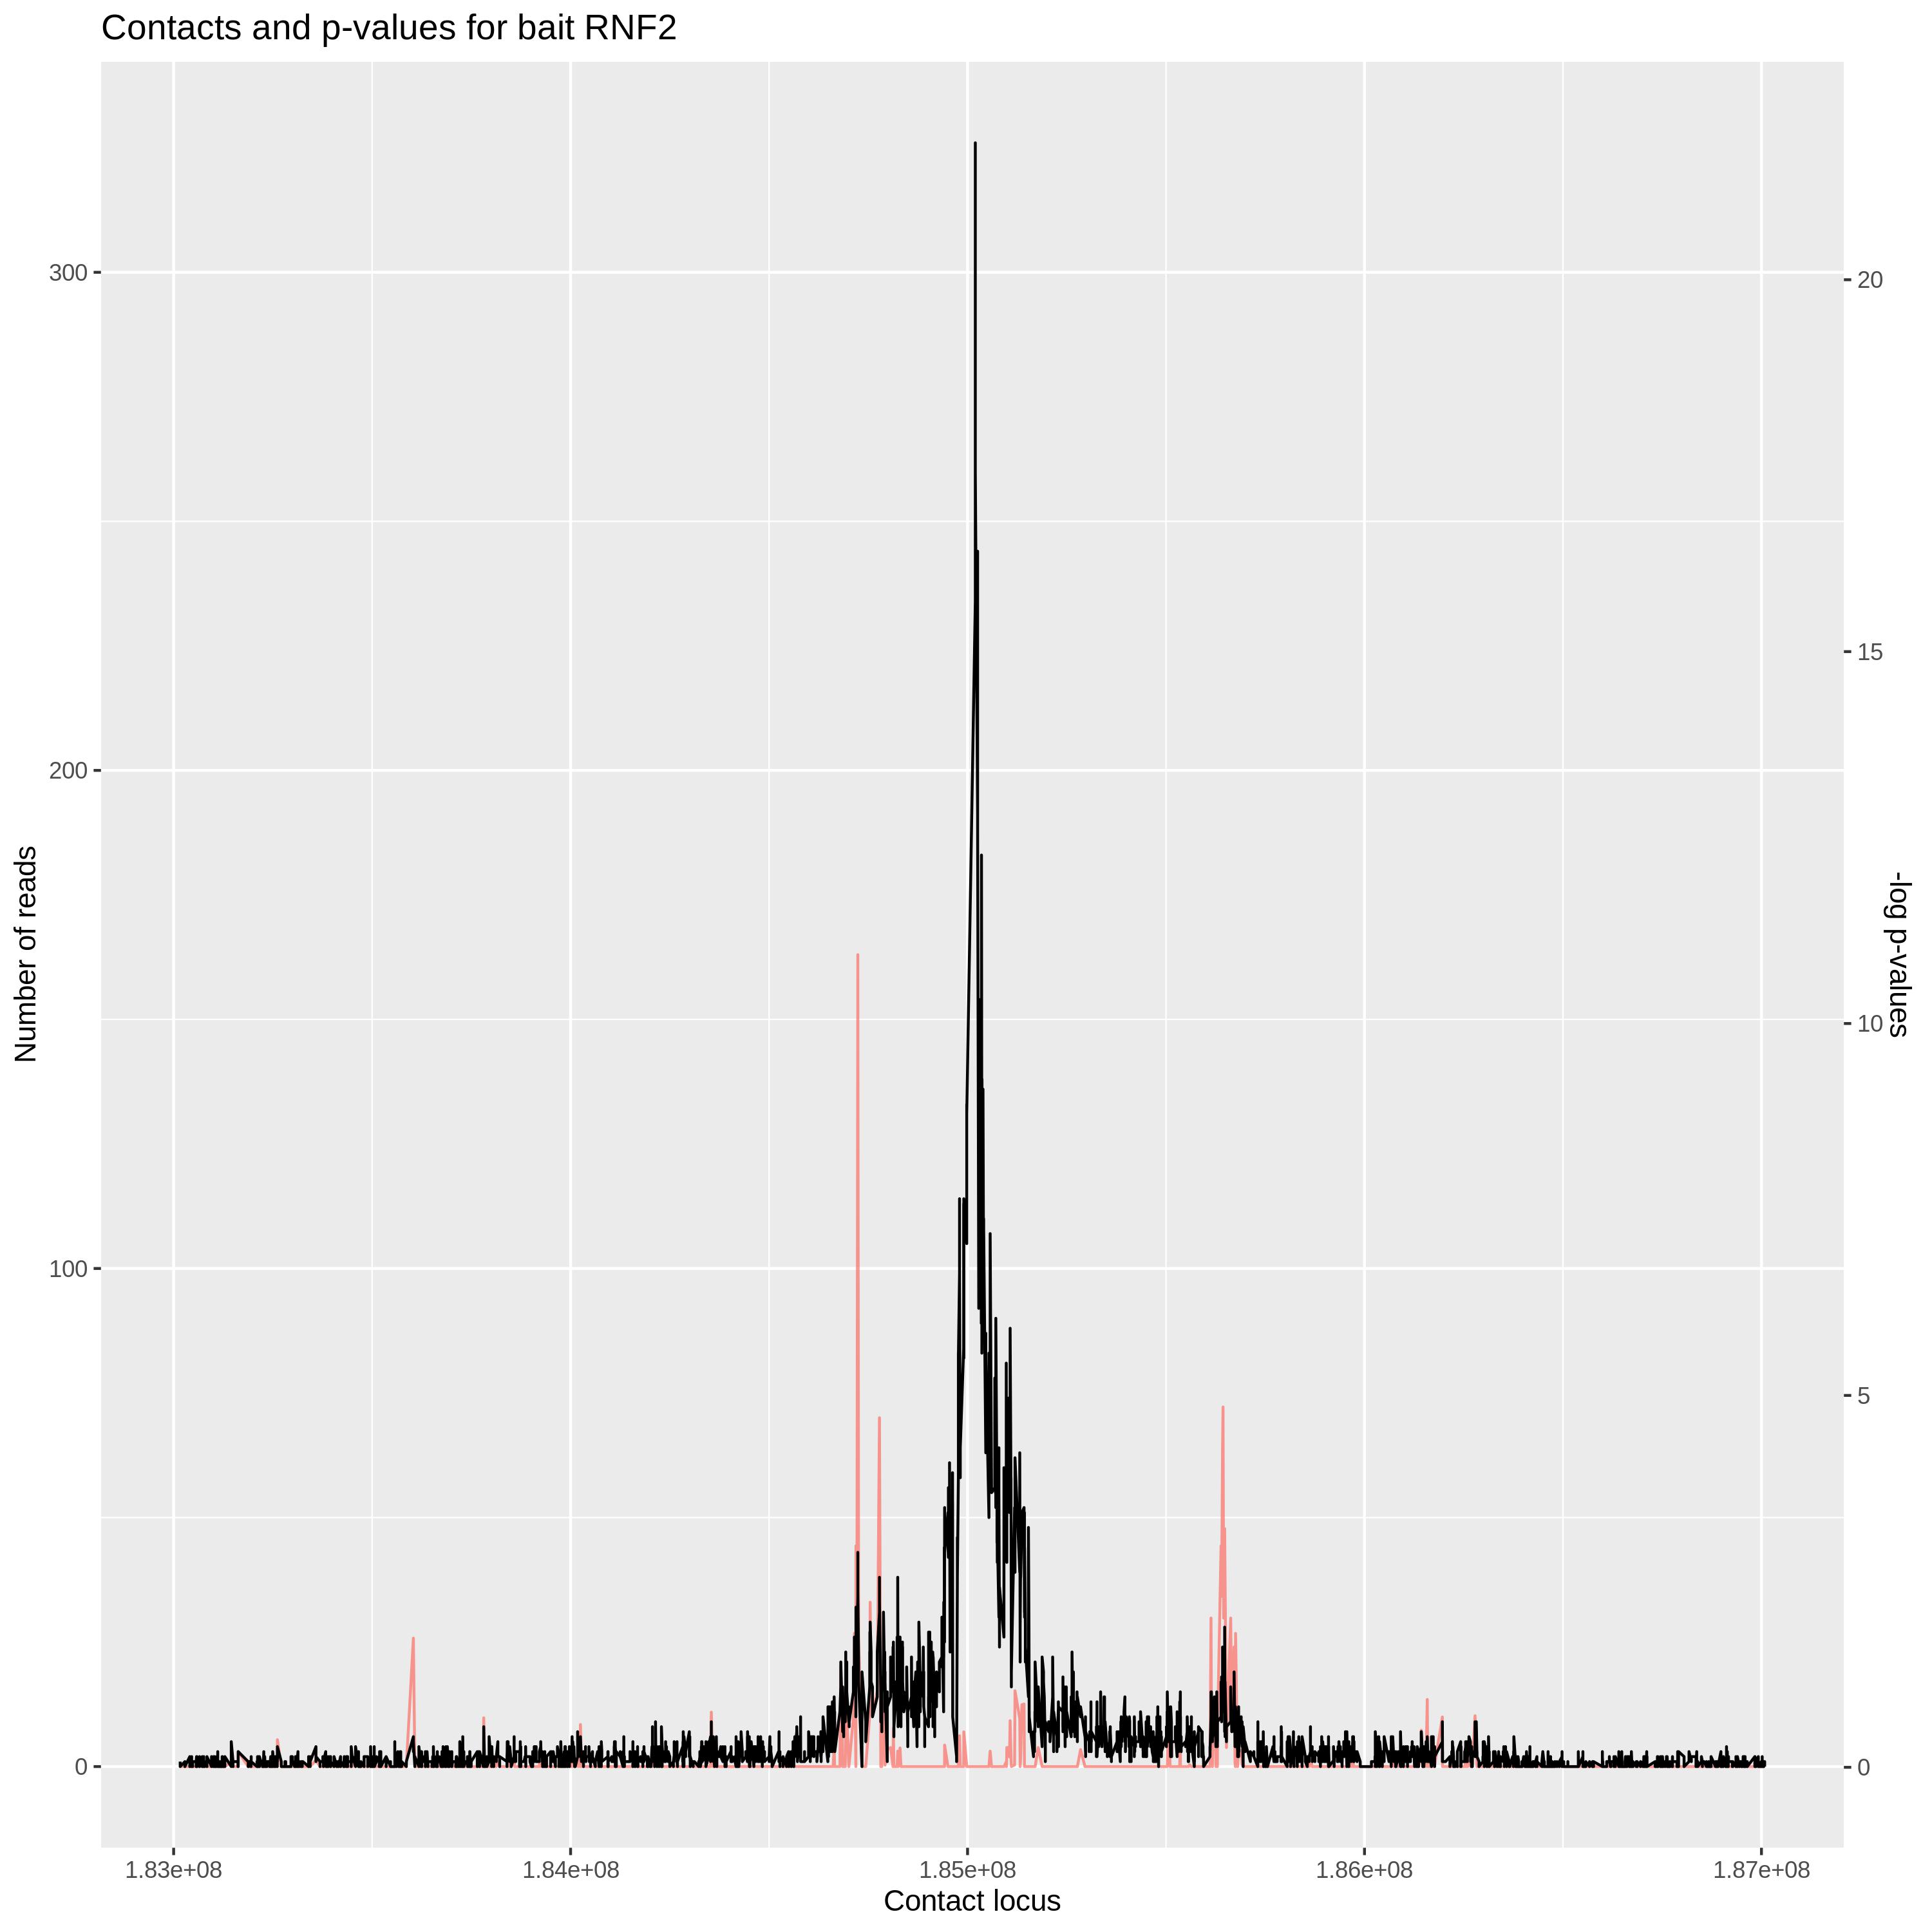 Contacts and p-values for bait RNF2
300
200
100
0
Number of reads
20
15
10
5
0
-log p-values
1.83e+08 1.84e+08 1.85e+08 1.86e+08 1.87e+08
Contact locus